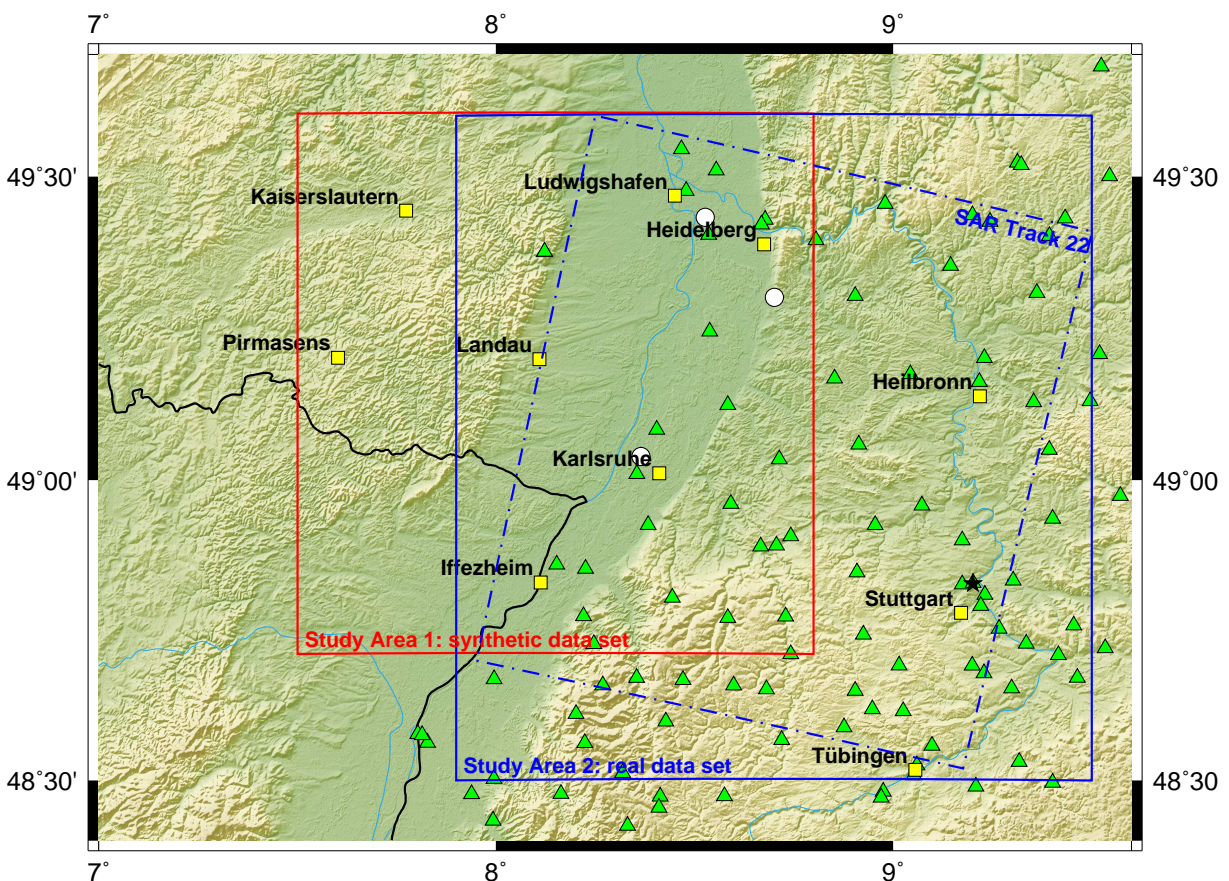 7° 8° 9°
49°30' 49°30'
Ludwigshafen
Kaiserslautern
SAR Track 22
Heidelberg
Pirmasens
Landau
Heilbronn
Karlsruhe
49°00' 49°00'
Iffezheim
Stuttgart
Study Area 1: synthetic data set
Tübingen
Study Area 2: real data set
48°30' 48°30'
7° 8° 9°